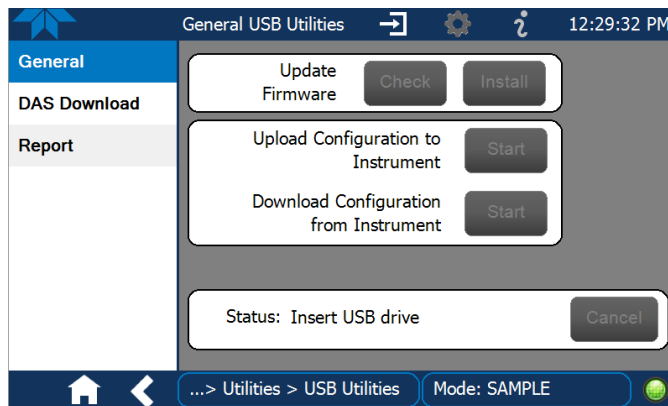 General USB Utilities
12:29:32 PM
General
DAS Download
Report
Update
Firmware
Check
Install
Upload Configuration to
Instrument
Start
Download Configuration
from Instrument
Start
Status: Insert USB drive
Cancel
...> Utilities > USB Utilities
Mode: SAMPLE